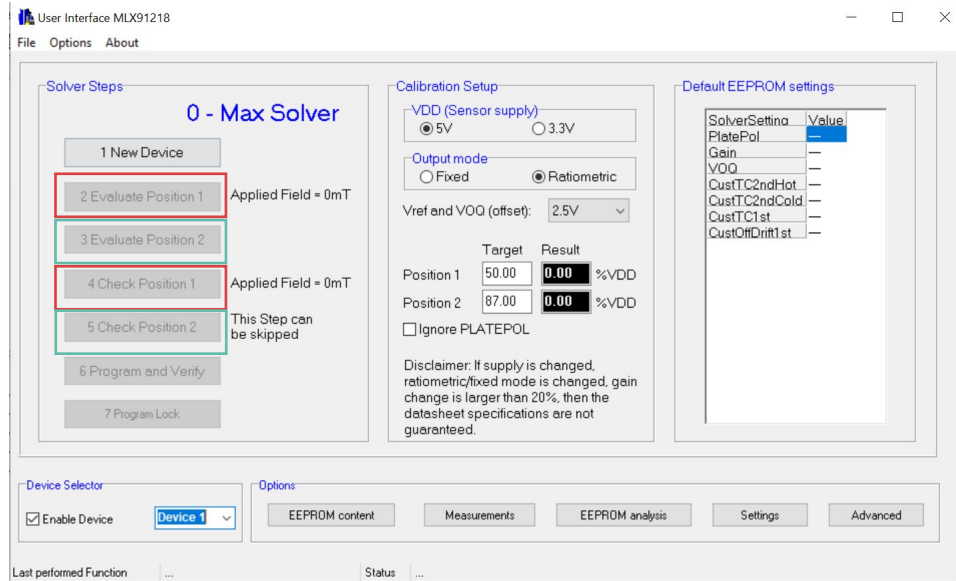 User Interface MLX91218
File Options About
Solver Steps
0 - Max Solver
1 New Device
2 Evaluate Position 1 Applied Field = 0mT
3 Evaluate Position 2
4 Check Position 1 Applied Field = 0mT
5 Check Position 2 This Step can
be skipped
6 Program and Verify
7 Program Lock
Calibration Setup
VDD (Sensor supply)
5V 3.3V
Output mode
Fixed Ratiometric
Vref and VOQ (offset): 2.5V
Target Result
Position 1 50.00 0.00 %VDD
Position 2 87.00 0.00 %VDD
Ignore PLATEPOL
Disclaimer: If supply is changed,
ratiometric/fixed mode is changed, gain
change is larger than 20%, then the
datasheet specifications are not
guaranteed.
Default EEPROM settings
SolverSetting Value
PlatePol —
Gain —
VOQ —
CustTC2ndHot —
CustTC2ndCold —
CustTC1st —
CustOffDrift1st —
Device Selector
Enable Device Device 1
Options
EEPROM content Measurements EEPROM analysis Settings Advanced
Last performed Function ... Status ...